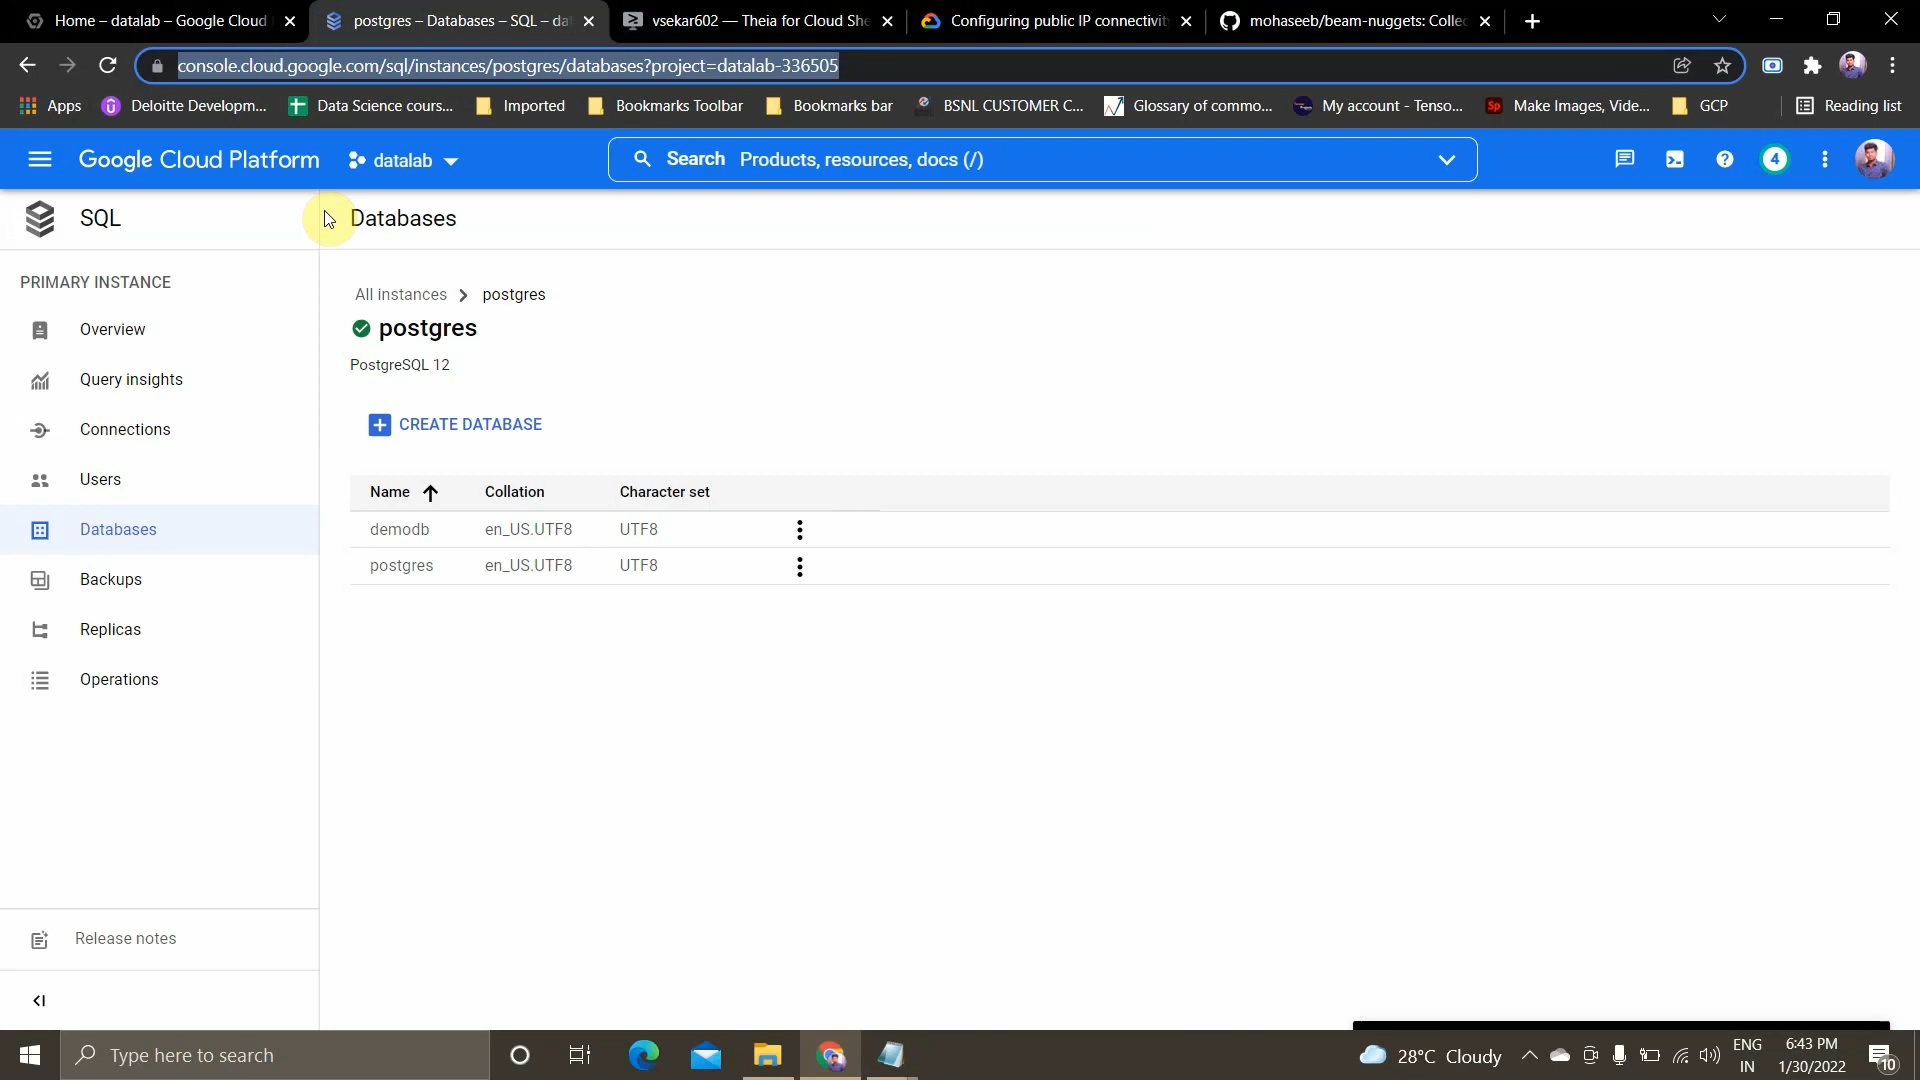 Home – datalab – Google Cloud
postgres – Databases – SQL – dat
vsekar602 — Theia for Cloud She
Configuring public IP connectivity
mohaseeb/beam-nuggets: Collec
console.cloud.google.com/sql/instances/postgres/databases?project=datalab-336505
Apps
Deloitte Developm...
Data Science cours...
Imported
Bookmarks Toolbar
Bookmarks bar
BSNL CUSTOMER C...
Glossary of commo...
My account - Tenso...
Sp
Make Images, Vide...
GCP
Reading list
Google Cloud Platform
datalab
Search Products, resources, docs (/)
4
SQL
Databases
PRIMARY INSTANCE
Overview
Query insights
Connections
Users
Databases
Backups
Replicas
Operations
Release notes
All instances
postgres
postgres
PostgreSQL 12
CREATE DATABASE
Name Collation Character set
demodb en_US.UTF8 UTF8
postgres en_US.UTF8 UTF8
Type here to search
28°C Cloudy
ENG
IN
6:43 PM
1/30/2022
10